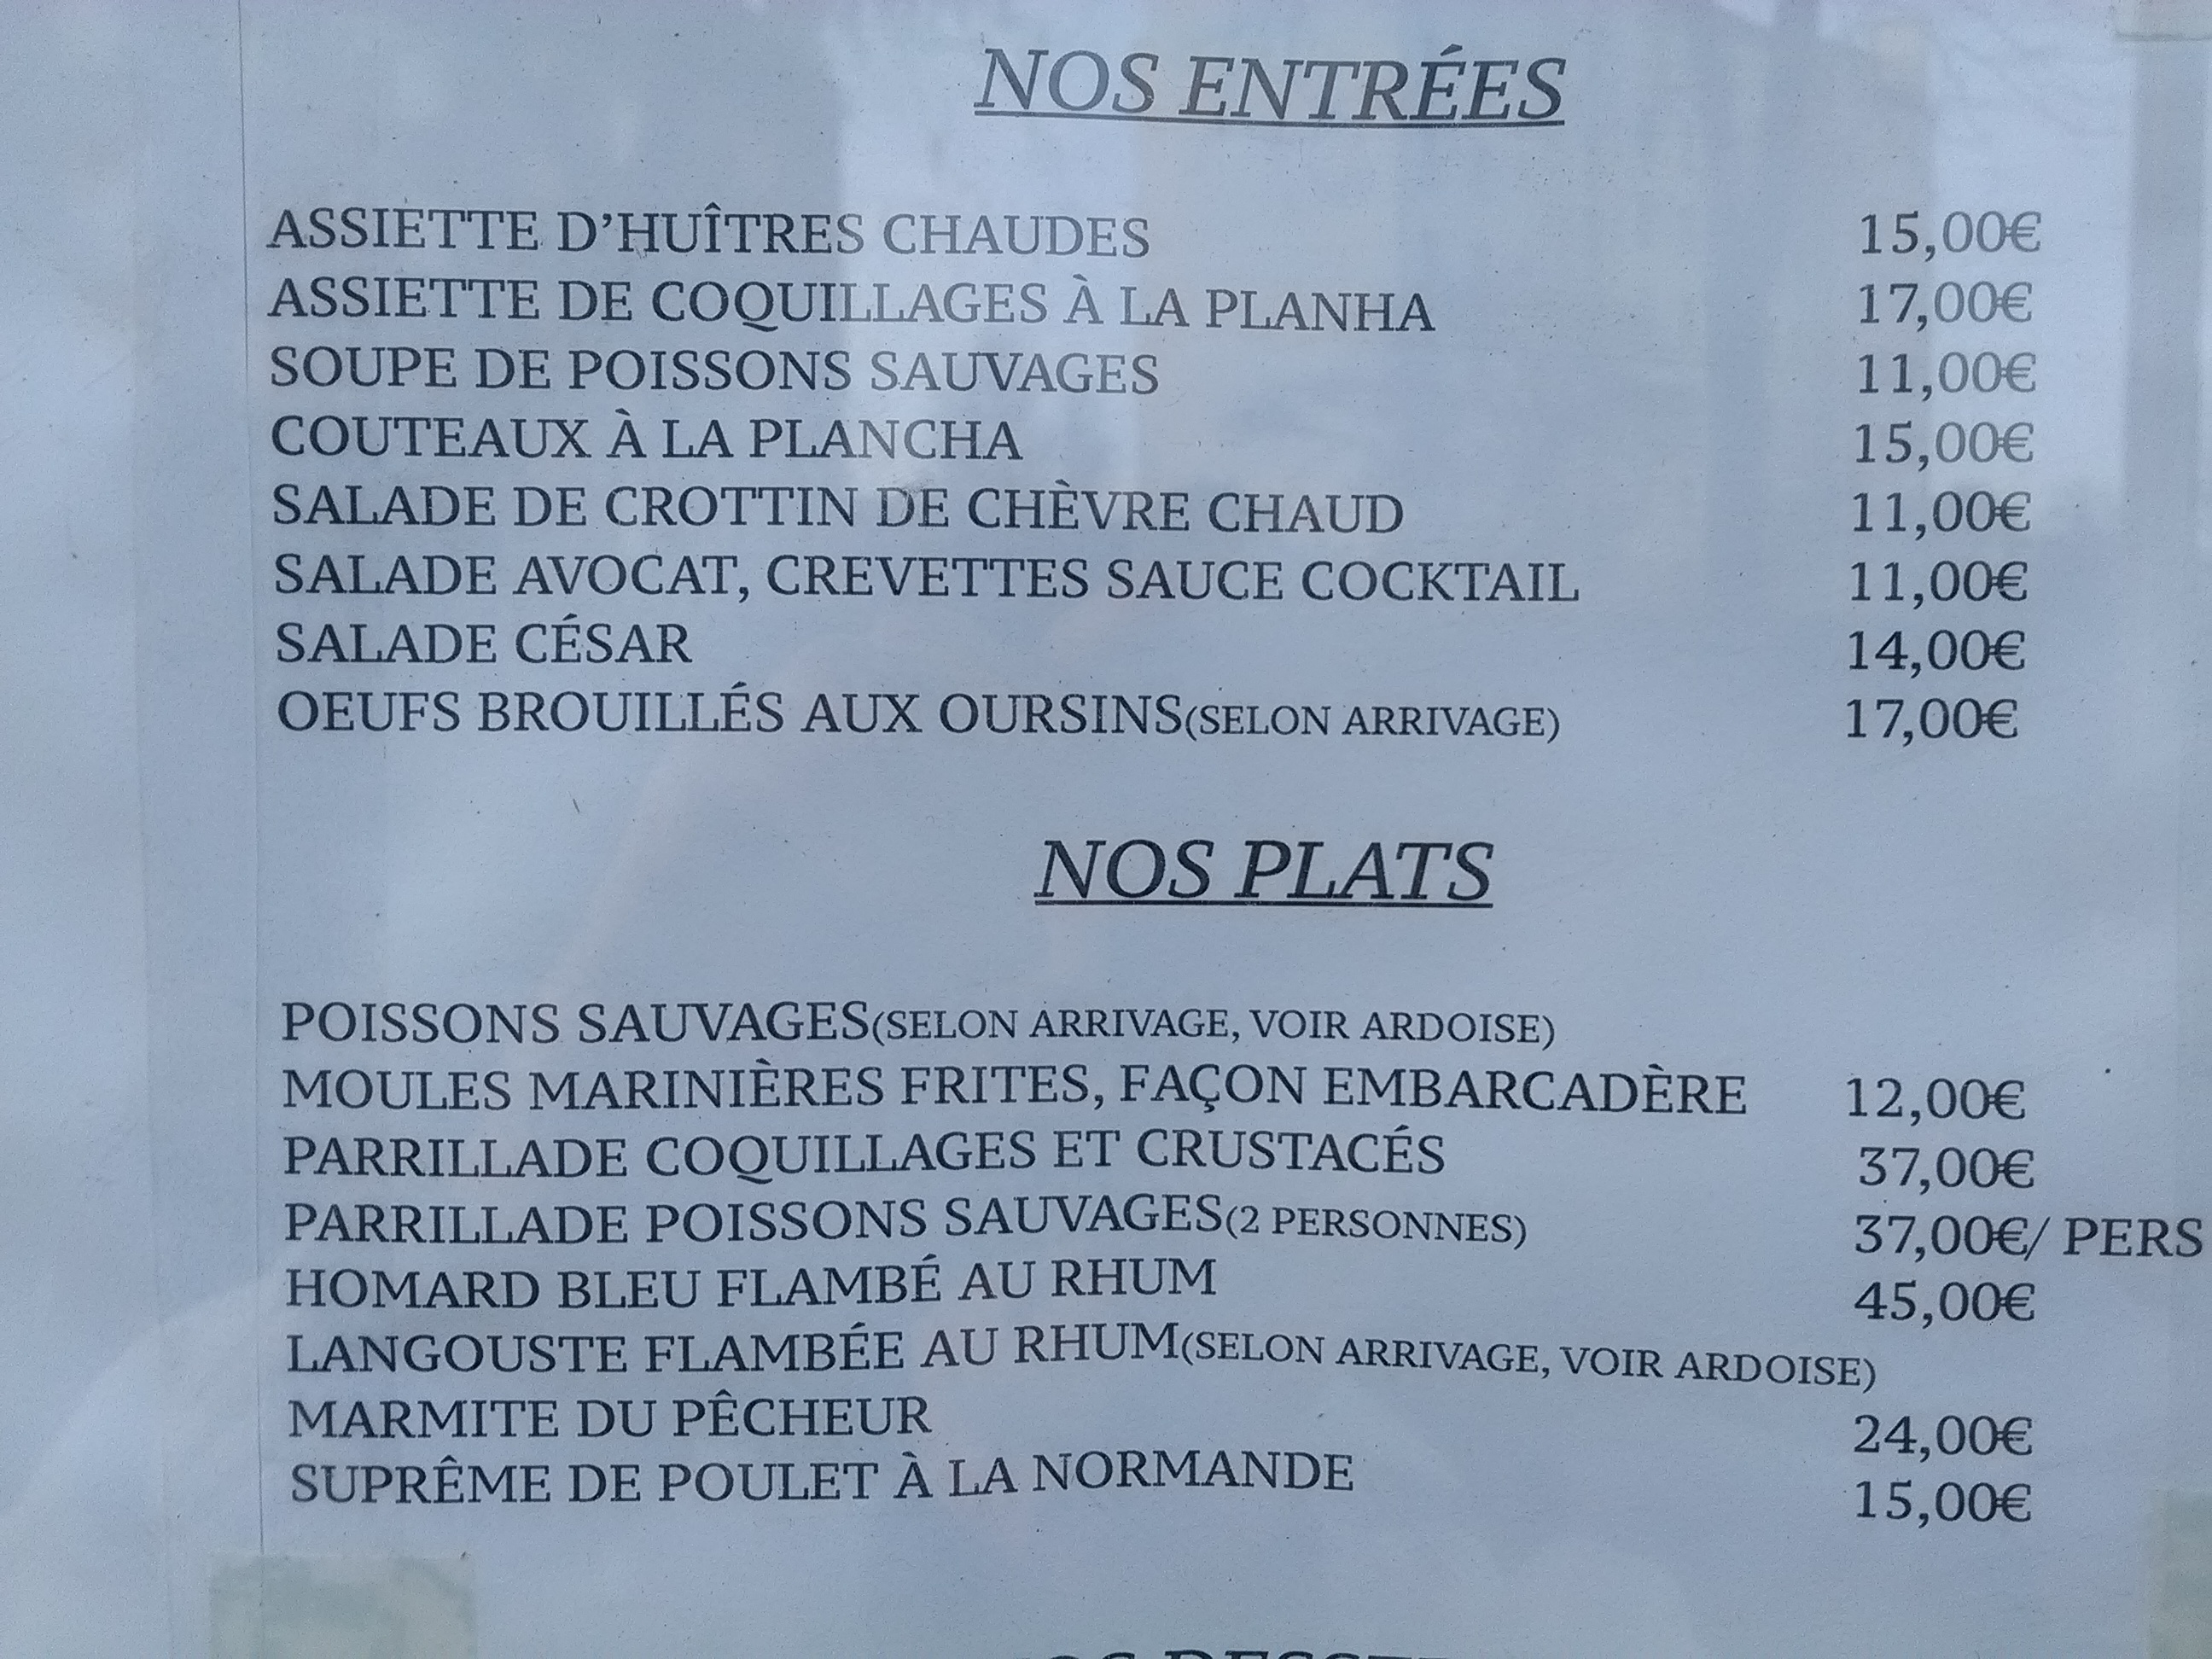 NOS ENTRÉES
ASSIETTE D’HUÎTRES CHAUDES 15,00€
ASSIETTE DE COQUILLAGES À LA PLANHA 17,00€
SOUPE DE POISSONS SAUVAGES 11,00€
COUTEAUX À LA PLANCHA 15,00€
SALADE DE CROTTIN DE CHÈVRE CHAUD 11,00€
SALADE AVOCAT, CREVETTES SAUCE COCKTAIL 11,00€
SALADE CÉSAR 14,00€
OEUFS BROUILLÉS AUX OURSINS(SELON ARRIVAGE) 17,00€
NOS PLATS
POISSONS SAUVAGES(SELON ARRIVAGE, VOIR ARDOISE)
MOULES MARINIÈRES FRITES, FAÇON EMBARCADÈRE 12,00€
PARRILLADE COQUILLAGES ET CRUSTACÉS 37,00€
PARRILLADE POISSONS SAUVAGES(2 PERSONNES) 37,00€/ PERS
HOMARD BLEU FLAMBÉ AU RHUM 45,00€
LANGOUSTE FLAMBÉE AU RHUM(SELON ARRIVAGE, VOIR ARDOISE)
MARMITE DU PÊCHEUR 24,00€
SUPRÊME DE POULET À LA NORMANDE 15,00€